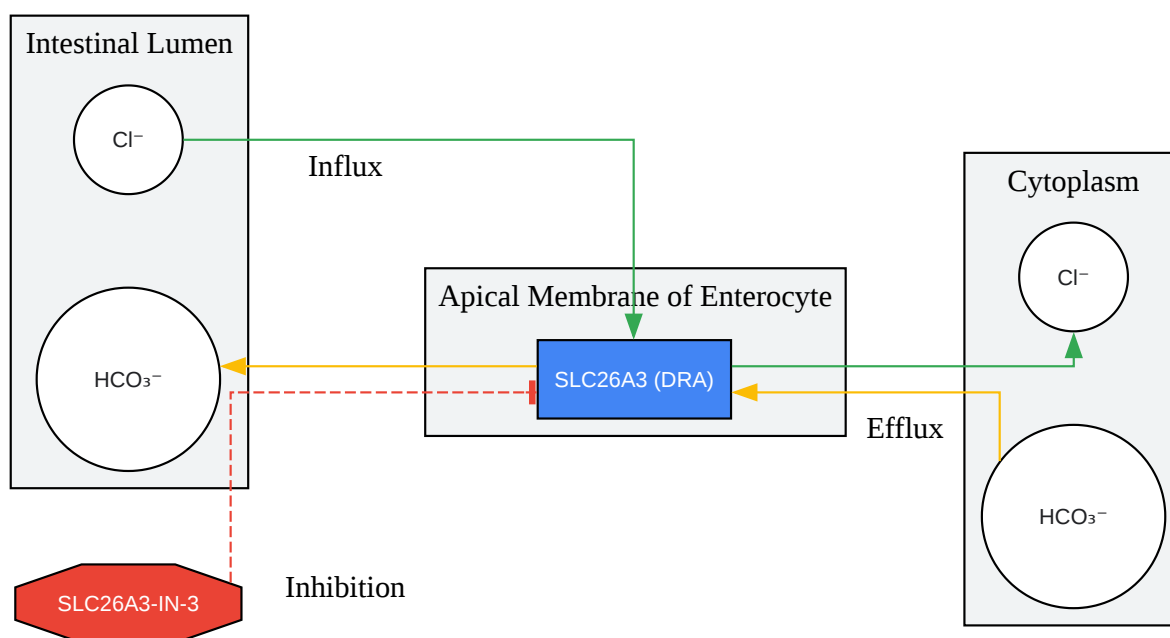 Intestinal Lumen
Cl⁻
Influx
Cytoplasm
Cl⁻
Apical Membrane of Enterocyte
SLC26A3 (DRA)
HCO₃⁻
Efflux
HCO₃⁻
SLC26A3-IN-3
Inhibition